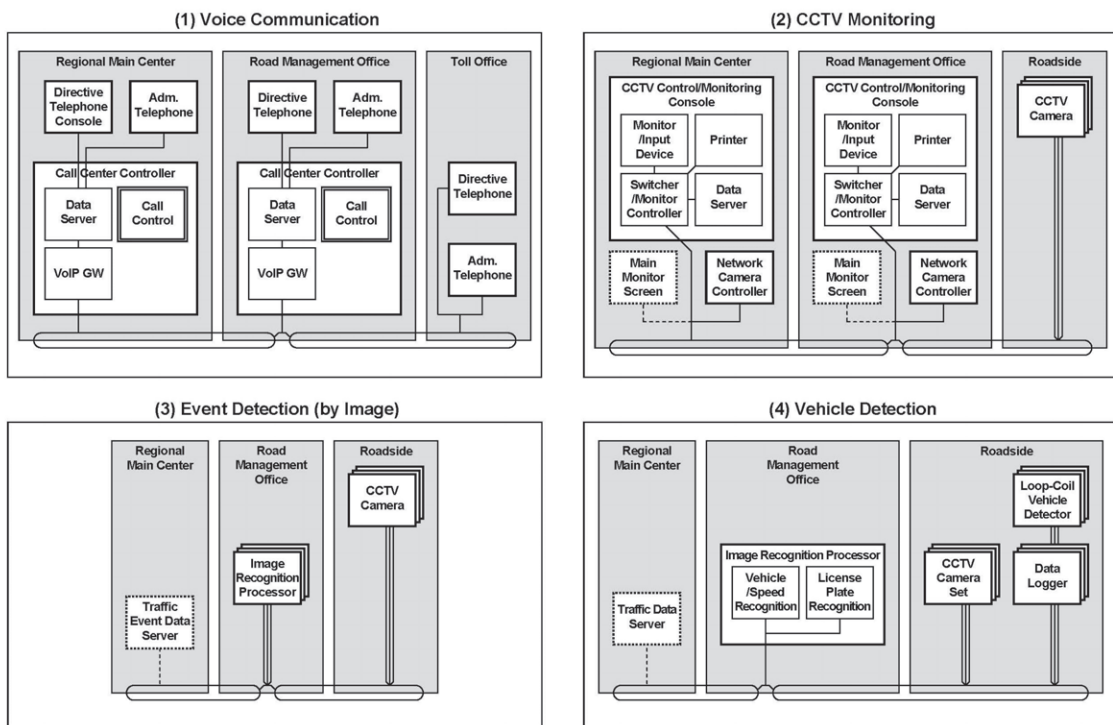 (1) Voice Communication
Regional Main Center
Road Management Office
Toll Office
Directive
Telephone
Console
Adm.
Telephone
Directive
Telephone
Adm.
Telephone
Call Center Controller
Data
Server
Call
Control
VoIP GW
Call Center Controller
Data
Server
Call
Control
VoIP GW
Directive
Telephone
Adm.
Telephone
(2) CCTV Monitoring
Regional Main Center
Road Management Office
Roadside
CCTV Control/Monitoring
Console
Monitor
/Input
Device
Printer
Switcher
/Monitor
Controller
Data
Server
Main
Monitor
Screen
Network
Camera
Controller
CCTV Control/Monitoring
Console
Monitor
/Input
Device
Printer
Switcher
/Monitor
Controller
Data
Server
Main
Monitor
Screen
Network
Camera
Controller
CCTV
Camera
(3) Event Detection (by Image)
Regional
Main Center
Road
Management
Office
Roadside
CCTV
Camera
Image
Recognition
Processor
Traffic
Event Data
Server
(4) Vehicle Detection
Regional
Main Center
Road
Management
Office
Roadside
Loop-Coil
Vehicle
Detector
Image Recognition Processor
Vehicle
/Speed
Recognition
License
Plate
Recognition
CCTV
Camera
Set
Data
Logger
Traffic Data
Server